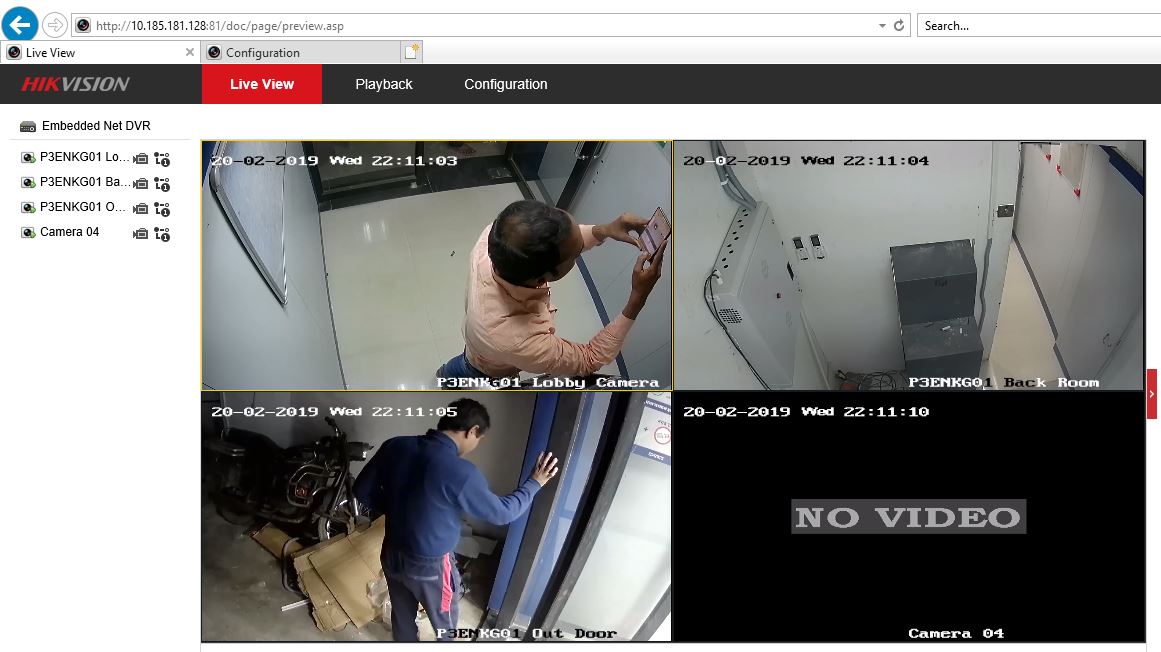 http://10.185.181.128:81/doc/page/preview.asp
Search...
Live View
Configuration
HIKVISION
Live View
Playback
Configuration
Embedded Net DVR
P3ENKG01 Lo...
P3ENKG01 Ba...
P3ENKG01 O...
Camera 04
20-02-2019 Wed 22:11:03
P3ENKG01 Lobby Camera
20-02-2019 Wed 22:11:04
P3ENKG01 Back Room
20-02-2019 Wed 22:11:05
P3ENKG01 Out Door
20-02-2019 Wed 22:11:10
NO VIDEO
Camera 04